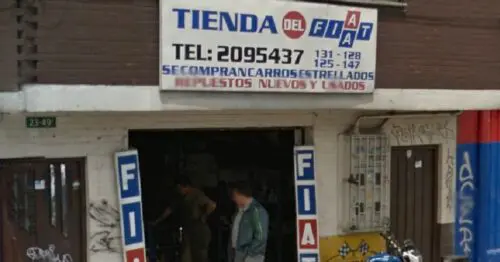 TIENDA DEL FIAT
TEL: 2095437
131 - 128
125 - 147
SE COMPRAN CARROS ESTRELLADOS
REPUESTOS NUEVOS Y USADOS
23-49
FIA
FIAT